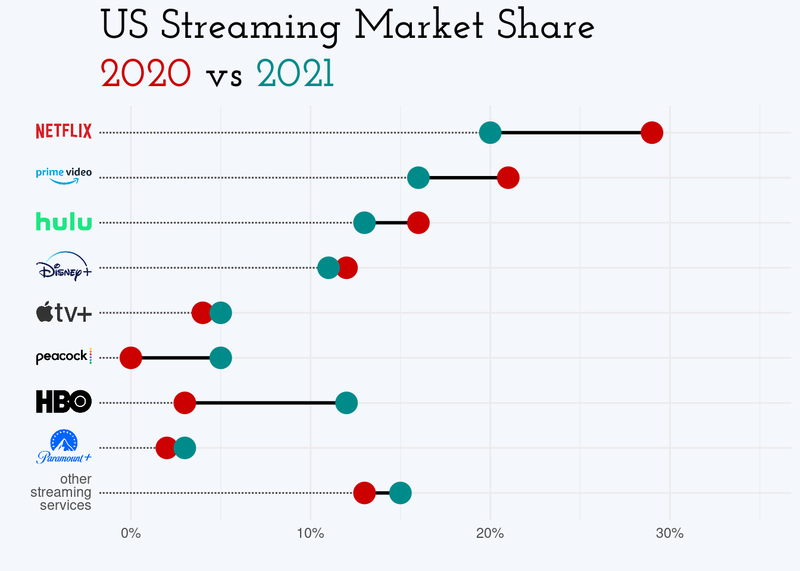 US Streaming Market Share
2020 vs 2021
NETFLIX
prime video
hulu
Disney+
tv+
peacock
HBO
Paramount+
other
streaming
services
0%
10%
20%
30%